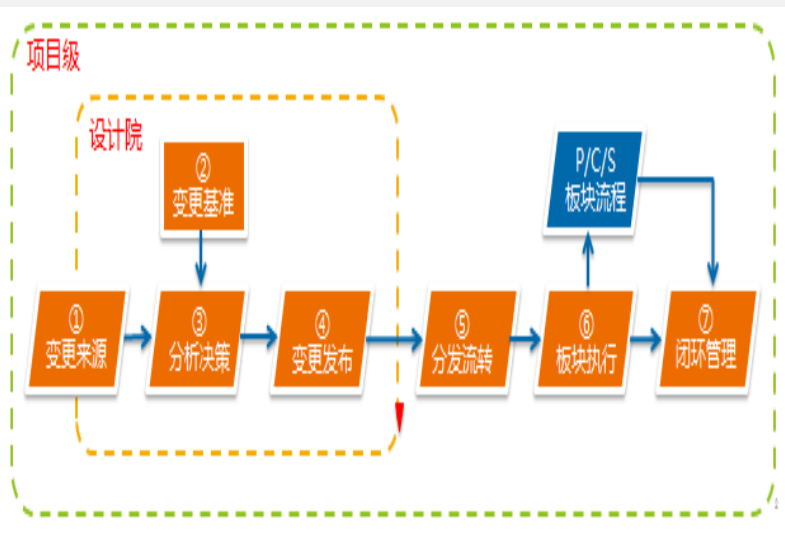 项目级
设计院
②
变更基准
P/C/S
板块流程
①
变更来源
③
分析决策
④
变更发布
⑤
分发流转
⑥
板块执行
⑦
闭环管理